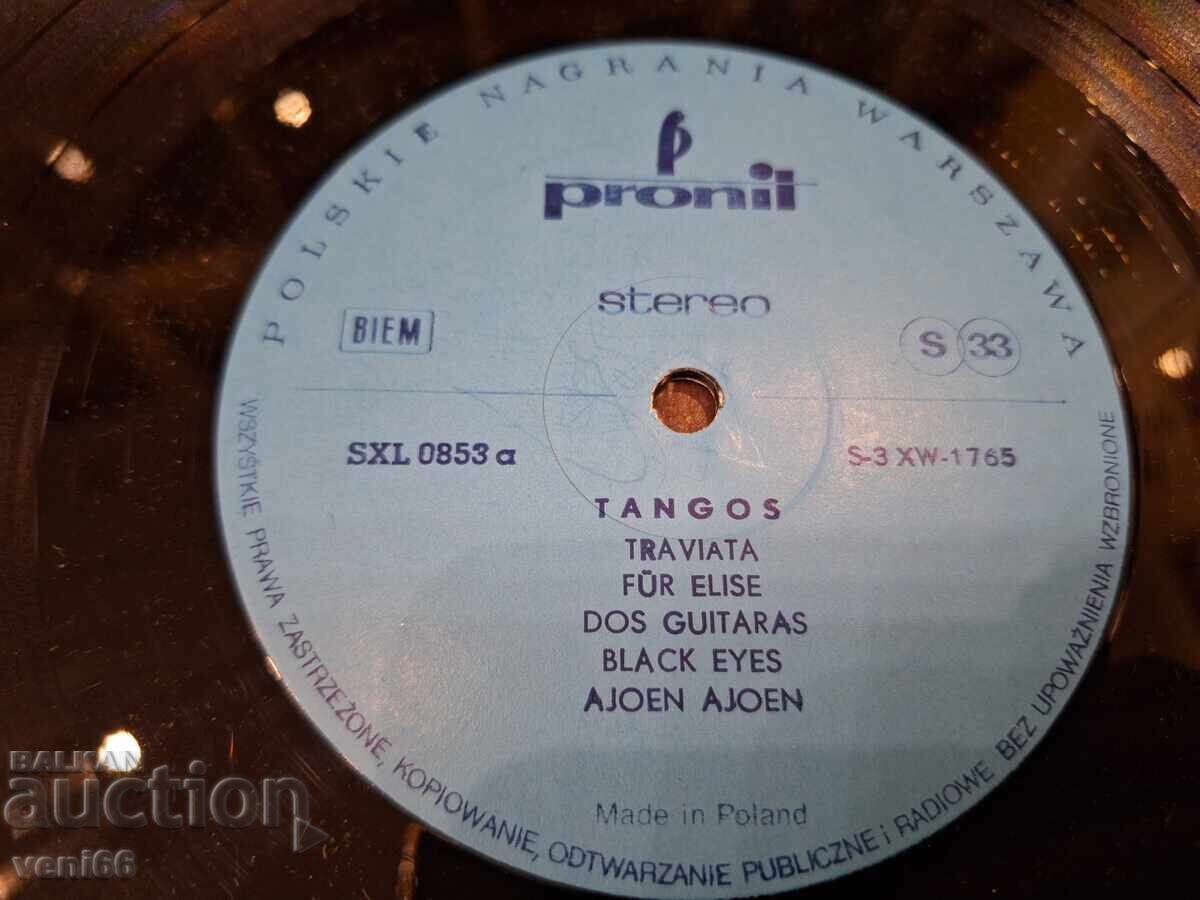 POLSKIE NAGRANIA WARSZAWA
pronit
stereo
BIEM
S 33
SXL 0853 a
S-3 XW-1765
TANGOS
TRAVIATA
FÜR ELISE
DOS GUITARAS
BLACK EYES
AJOEN AJOEN
Made in Poland
WSZYSTKIE PRAWA ZASTRZEŻONE, KOPIOWANIE, ODTWARZANIE PUBLICZNE i RADIOWE BEZ UPOWAŻNIENIA WZBRONIONE
BALKAN
auction
veni66